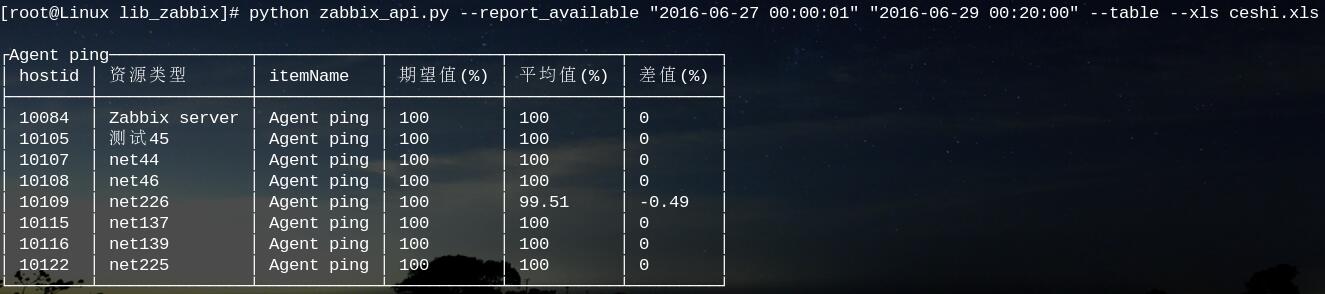 [root@Linux lib_zabbix]# python zabbix_api.py --report_available "2016-06-27 00:00:01" "2016-06-29 00:20:00" --table --xls ceshi.xls
Agent ping
hostid 资源类型 itemName 期望值(%) 平均值(%) 差值(%)
10084 Zabbix server Agent ping 100 100 0
10105 测试45 Agent ping 100 100 0
10107 net44 Agent ping 100 100 0
10108 net46 Agent ping 100 100 0
10109 net226 Agent ping 100 99.51 -0.49
10115 net137 Agent ping 100 100 0
10116 net139 Agent ping 100 100 0
10122 net225 Agent ping 100 100 0